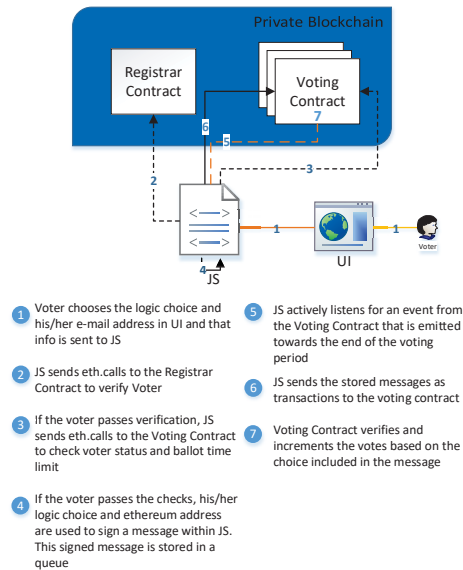 Private Blockchain
Registrar
Contract
Voting
Contract
7
6
5
2
3
1
1
4
JS
UI
Voter
1 Voter chooses the logic choice and
his/her e-mail address in UI and that
info is sent to JS
2 JS sends eth.calls to the Registrar
Contract to verify Voter
3 If the voter passes verification, JS
sends eth.calls to the Voting Contract
to check voter status and ballot time
limit
4 If the voter passes the checks, his/her
logic choice and ethereum address
are used to sign a message within JS.
This signed message is stored in a
queue
5 JS actively listens for an event from
the Voting Contract that is emitted
towards the end of the voting
period
6 JS sends the stored messages as
transactions to the voting contract
7 Voting Contract verifies and
increments the votes based on the
choice included in the message